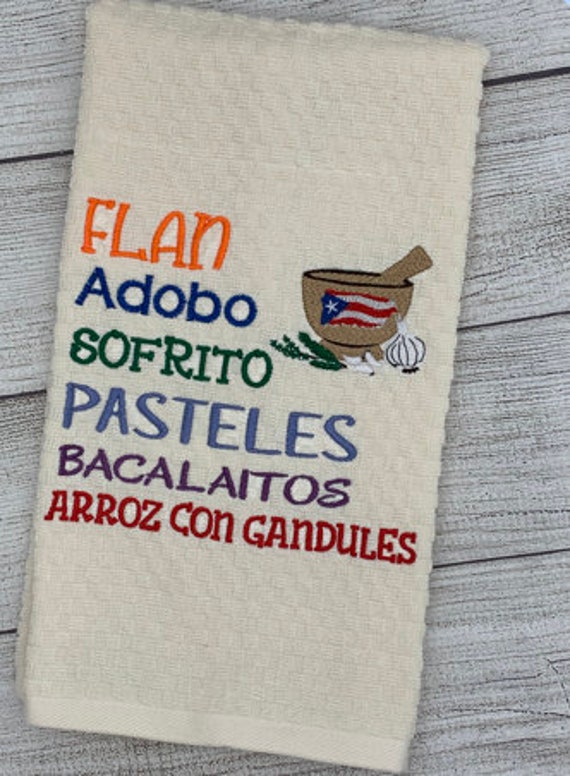 FLAN
Adobo
SOFRITO
PASTELES
BACALAITOS
ARROZ CON GANDULES